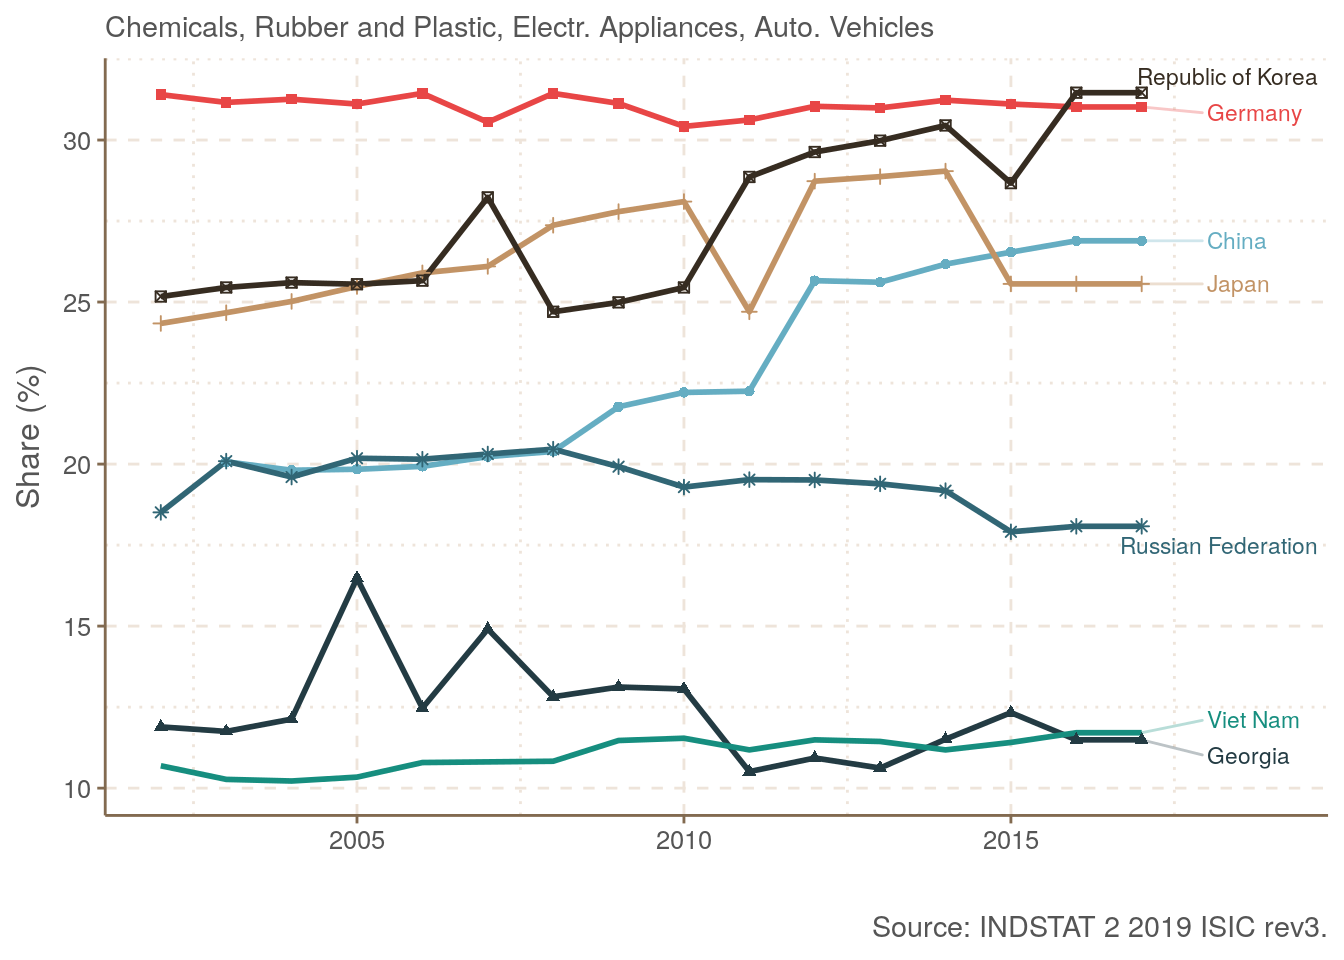 Chemicals, Rubber and Plastic, Electr. Appliances, Auto. Vehicles
Republic of Korea
Germany
China
Japan
Russian Federation
Viet Nam
Georgia
Share (%)
30
25
20
15
10
2005 2010 2015
Source: INDSTAT 2 2019 ISIC rev3.